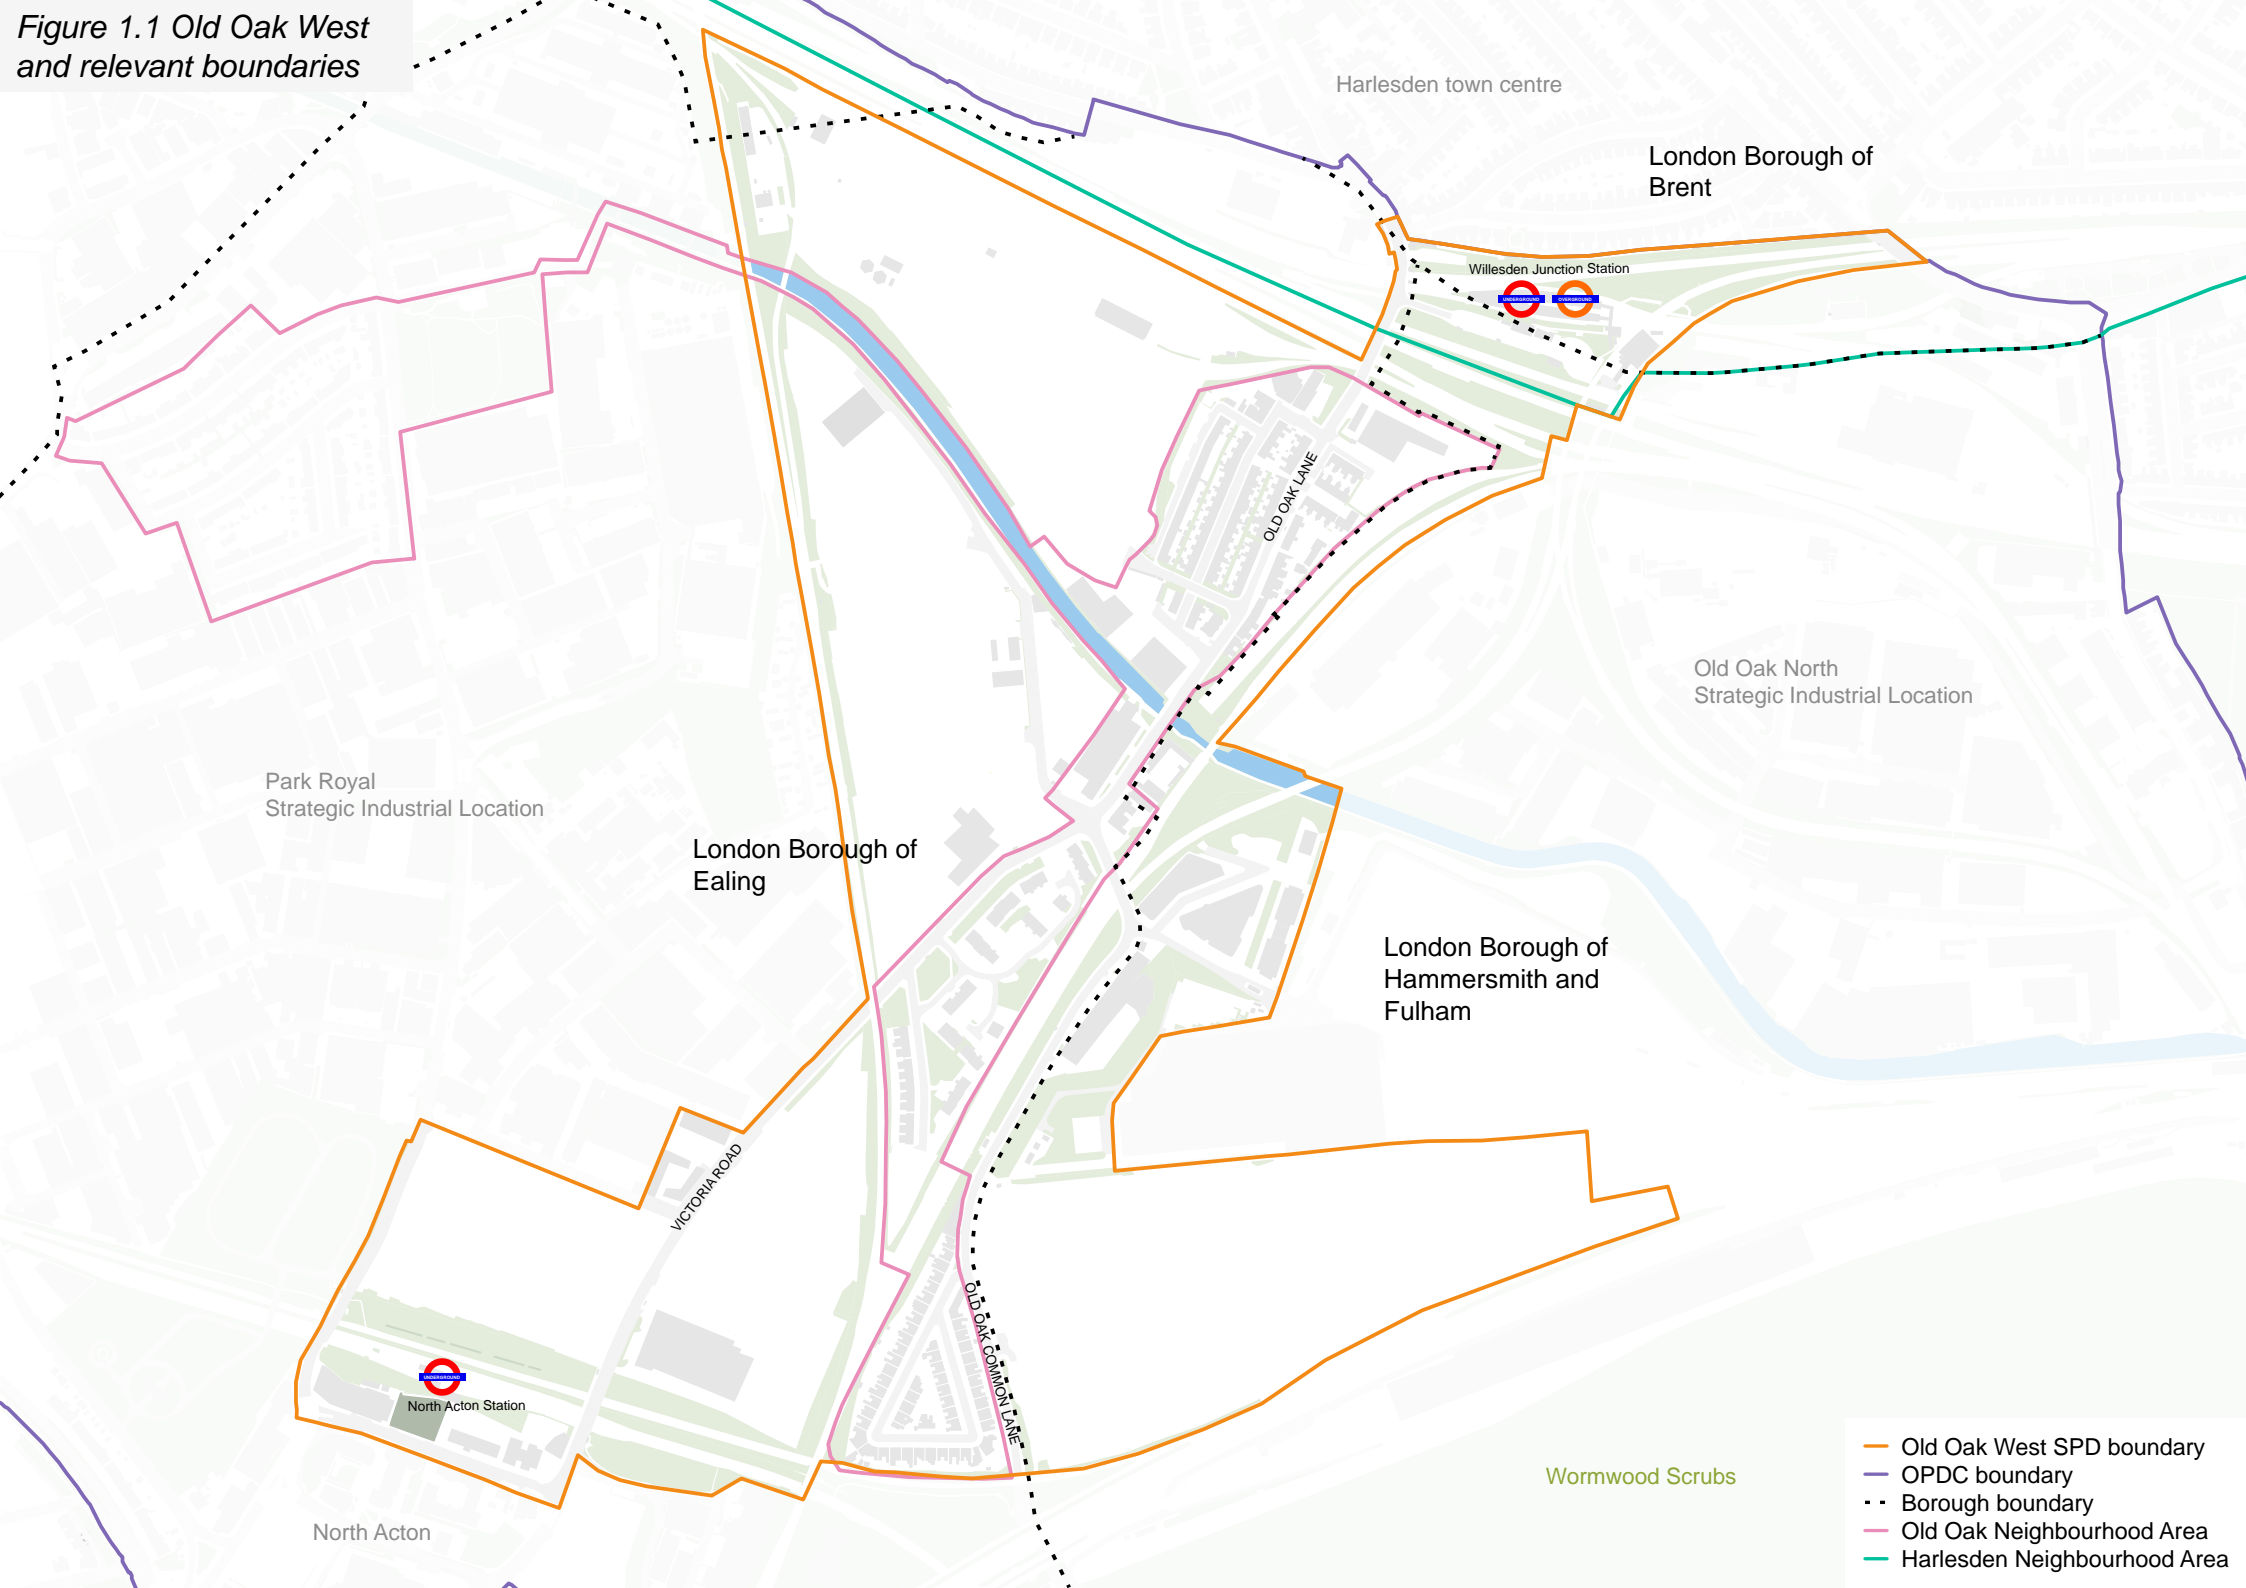 Figure 1.1 Old Oak West
and relevant boundaries
Harlesden town centre
London Borough of
Brent
Willesden Junction Station
UNDERGROUND
OVERGROUND
OLD OAK LANE
Old Oak North
Strategic Industrial Location
Park Royal
Strategic Industrial Location
London Borough of
Ealing
London Borough of
Hammersmith and
Fulham
VICTORIA ROAD
OLD OAK COMMON LANE
UNDERGROUND
North Acton Station
North Acton
Wormwood Scrubs
Old Oak West SPD boundary
OPDC boundary
Borough boundary
Old Oak Neighbourhood Area
Harlesden Neighbourhood Area